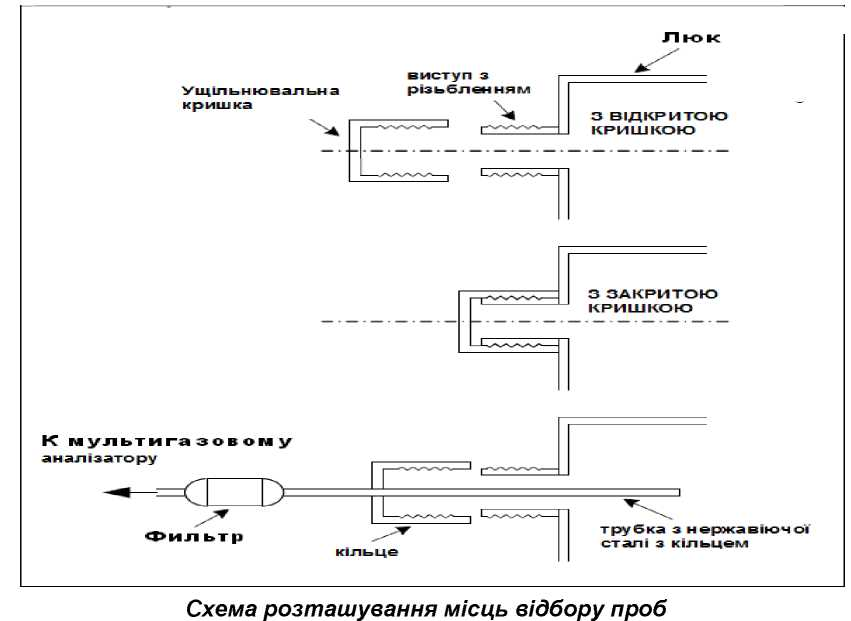 Люк
Ущільнювальна
кришка
виступ з
різьбленням
З ВІДКРИТОЮ
КРИШКОЮ
З ЗАКРИТОЮ
КРИШКОЮ
К мультигазовому
аналізатору
Фильтр
кільце
трубка з нержавіючої
сталі з кільцем
Схема розташування місць відбору проб